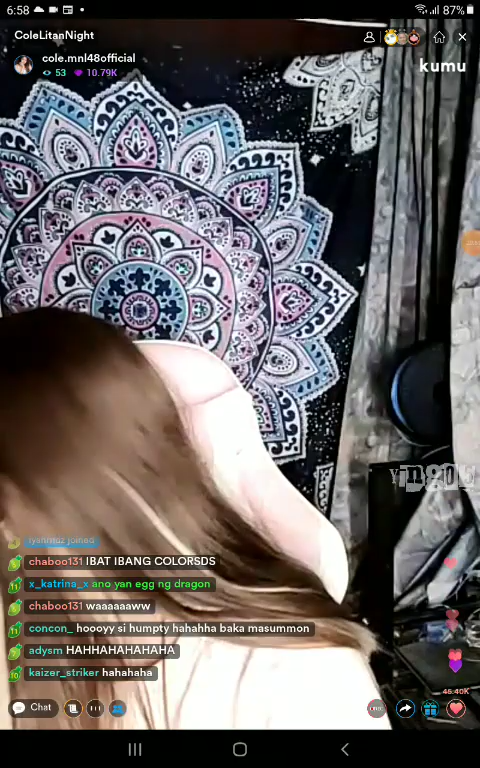 6:58
87%
ColeLitanNight
cole.mnl48official
53 10.79K
kumu
joined
chaboo131 IBAT IBANG COLORSDS
x_katrina_x ano yan egg ng dragon
chaboo131 waaaaaaww
concon_ hoooyy si humpty hahahha baka masummon
adysm HAHHAHAHAHAHA
kaizer_striker hahahaha
45.40K
Chat